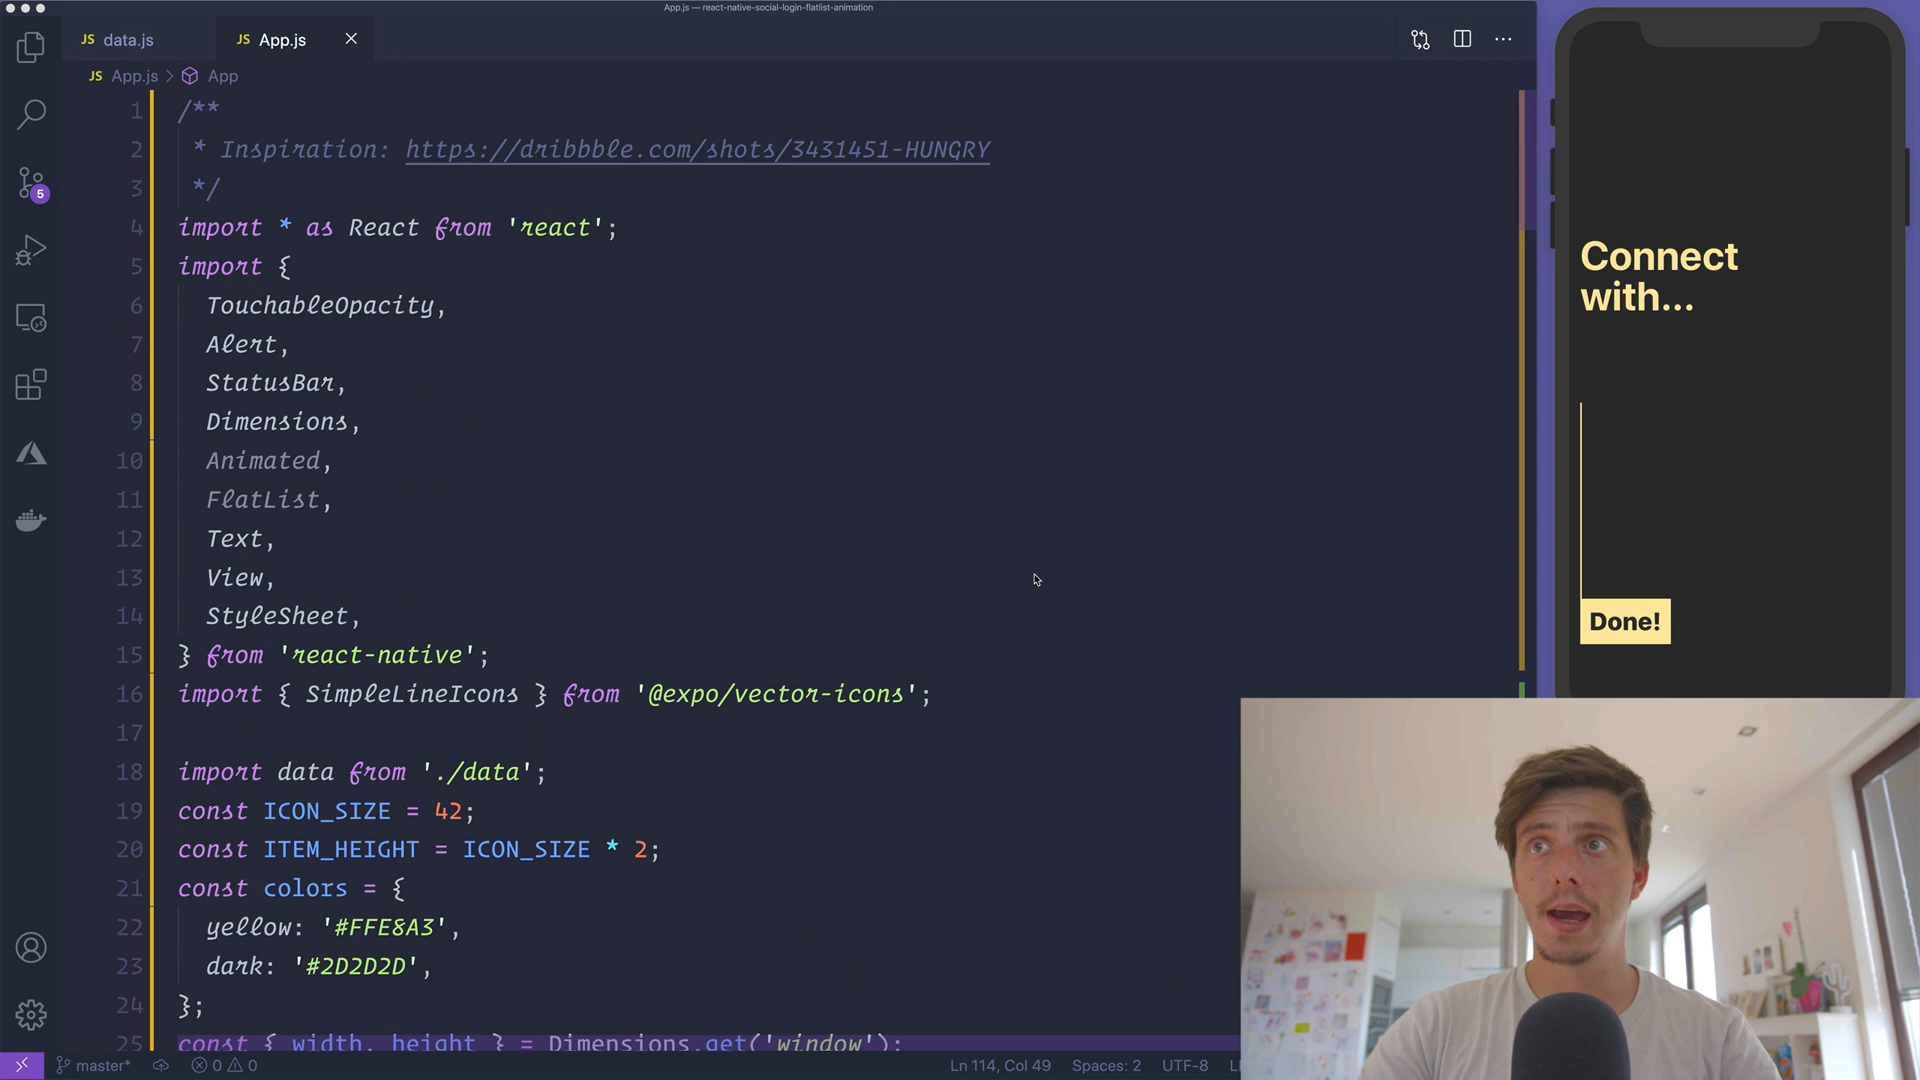 App.js — react-native-social-login-flatlist-animation
JS data.js
JS App.js
JS App.js > App
1 /**
2 * Inspiration: https://dribbble.com/shots/3431451-HUNGRY
3 */
4 import * as React from 'react';
5 import {
6 TouchableOpacity,
7 Alert,
8 StatusBar,
9 Dimensions,
10 Animated,
11 FlatList,
12 Text,
13 View,
14 StyleSheet,
15 } from 'react-native';
16 import { SimpleLineIcons } from '@expo/vector-icons';
17
18 import data from './data';
19 const ICON_SIZE = 42;
20 const ITEM_HEIGHT = ICON_SIZE * 2;
21 const colors = {
22 yellow: '#FFE8A3',
23 dark: '#2D2D2D',
24 };
25 const { width, height } = Dimensions.get('window');
5
master* 0 0
Ln 114, Col 49 Spaces: 2 UTF-8
Connect
with...
Done!